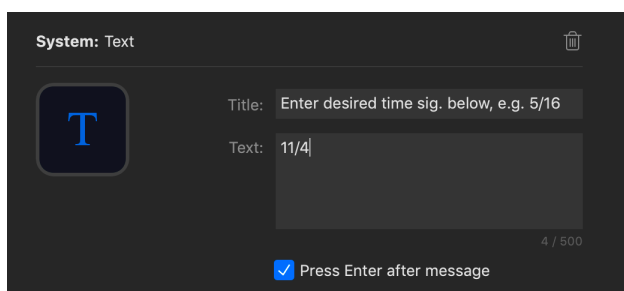 System: Text
T
Title: Enter desired time sig. below, e.g. 5/16
Text: 11/4
4 / 500
Press Enter after message